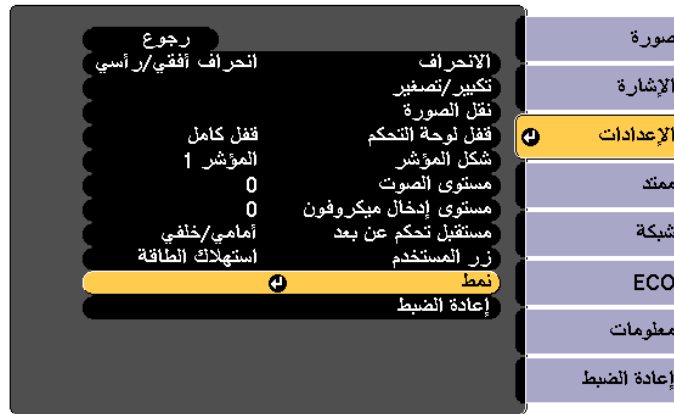 صورة
الإشارة
الإعدادات
ممتد
شبكة
ECO
معلومات
إعادة الضبط
رجوع
الانحراف انحراف أفقي/رأسي
تكبير/تصغير
نقل الصورة
قفل لوحة التحكم قفل كامل
شكل المؤشر المؤشر 1
مستوى الصوت 0
مستوى إدخال ميكروفون 0
مستقبل تحكم عن بعد أمامي/خلفي
زر المستخدم استهلاك الطاقة
نمط
إعادة الضبط